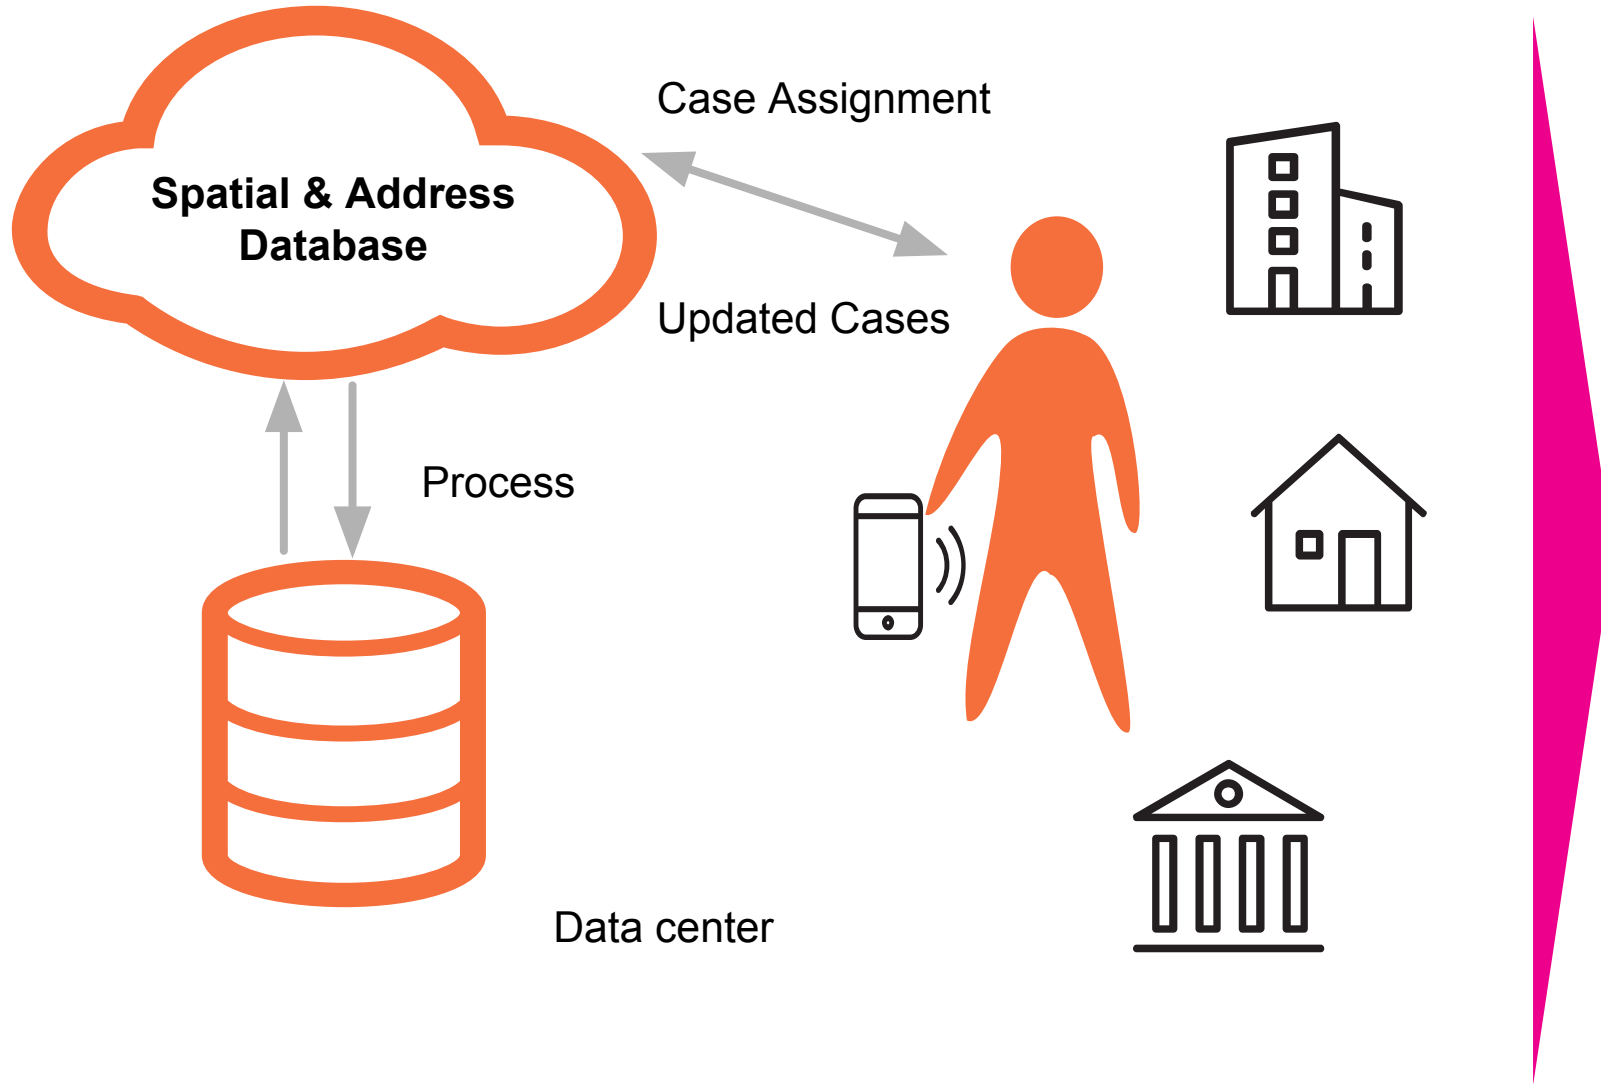 Case Assignment
Spatial & Address
Database
Updated Cases
Process
Data center